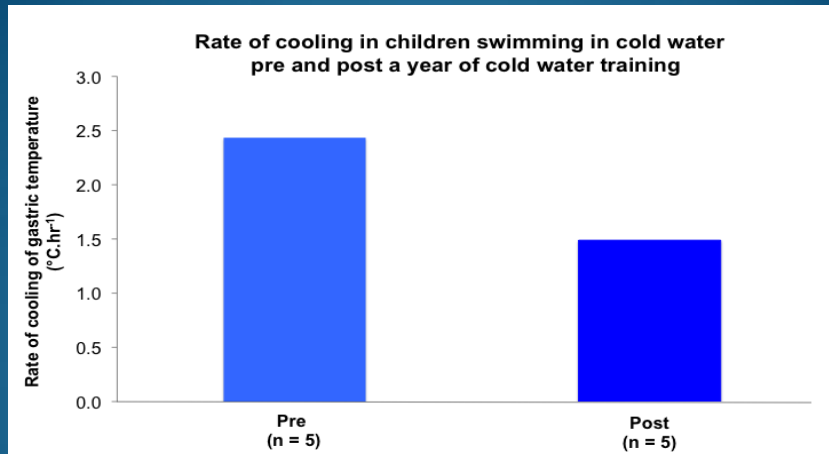 Rate of cooling in children swimming in cold water
pre and post a year of cold water training
Rate of cooling of gastric temperature
(°C.hr⁻¹)
3.0
2.5
2.0
1.5
1.0
0.5
0.0
Pre
(n = 5)
Post
(n = 5)